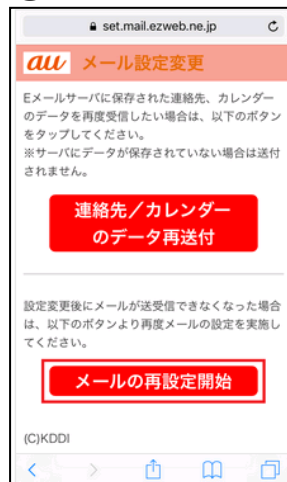 set.mail.ezweb.ne.jp
au メール設定変更
Eメールサーバに保存された連絡先、カレンダー
のデータを再度受信したい場合は、以下のボタン
をタップしてください。
※サーバにデータが保存されていない場合は送付
されません。
連絡先／カレンダー
のデータ再送付
設定変更後にメールが送受信できなくなった場合
は、以下のボタンより再度メールの設定を実施し
てください。
メールの再設定開始
(C)KDDI